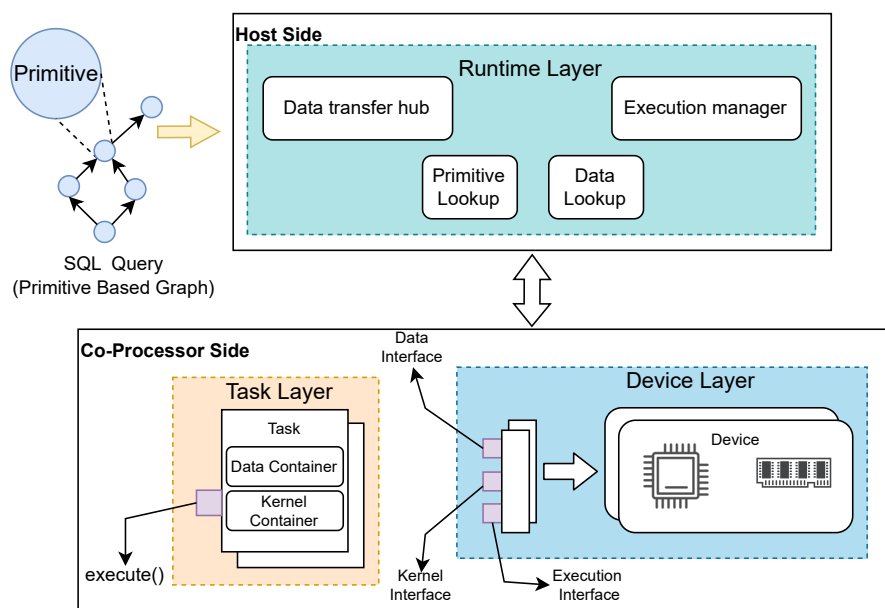 Primitive
SQL Query
(Primitive Based Graph)
Host Side
Runtime Layer
Data transfer hub
Execution manager
Primitive
Lookup
Data
Lookup
Co-Processor Side
Task Layer
Task
Data Container
Kernel
Container
execute()
Data
Interface
Device Layer
Device
Kernel
Interface
Execution
Interface